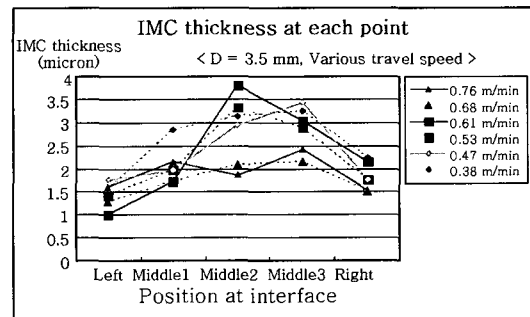 IMC thickness at each point
IMC thickness
(micron)
< D = 3.5 mm, Various travel speed >
4
3.5
3
2.5
2
1.5
1
0.5
0
Left Middle1 Middle2 Middle3 Right
Position at interface
0.76 m/min
0.68 m/min
0.61 m/min
0.53 m/min
0.47 m/min
0.38 m/min